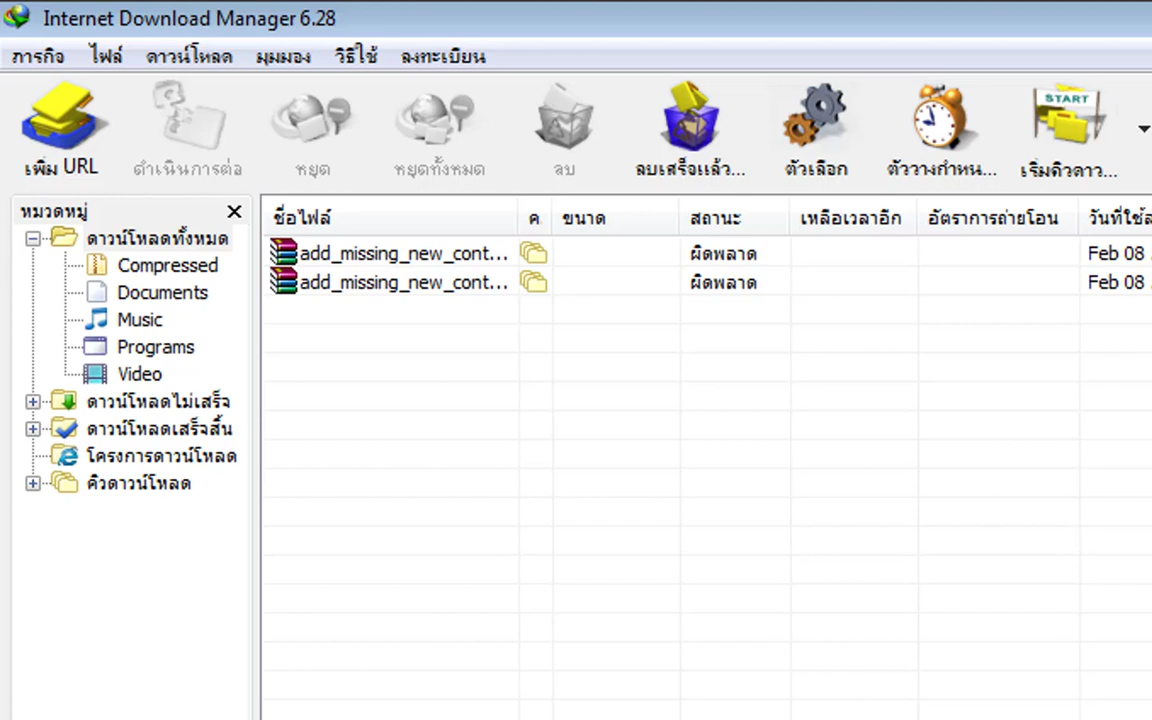 Internet Download Manager 6.28
ภารกิจ ไฟล์ ดาวน์โหลด มุมมอง วิธีใช้ ลงทะเบียน
START
เพิ่ม URL ดำเนินการต่อ หยุด หยุดทั้งหมด ลบ ลบเสร็จแล้ว... ตัวเลือก ตัววางกำหน... เริ่มคิวดาว...
หมวดหมู่
ชื่อไฟล์ ค. ขนาด สถานะ เหลือเวลาอีก อัตราการถ่ายโอน วันที่ใช้
ดาวน์โหลดทั้งหมด
add_missing_new_cont... ผิดพลาด Feb 08
Compressed
add_missing_new_cont... ผิดพลาด Feb 08
Documents
Music
Programs
Video
ดาวน์โหลดไม่เสร็จ
ดาวน์โหลดเสร็จสิ้น
โครงการดาวน์โหลด
คิวดาวน์โหลด